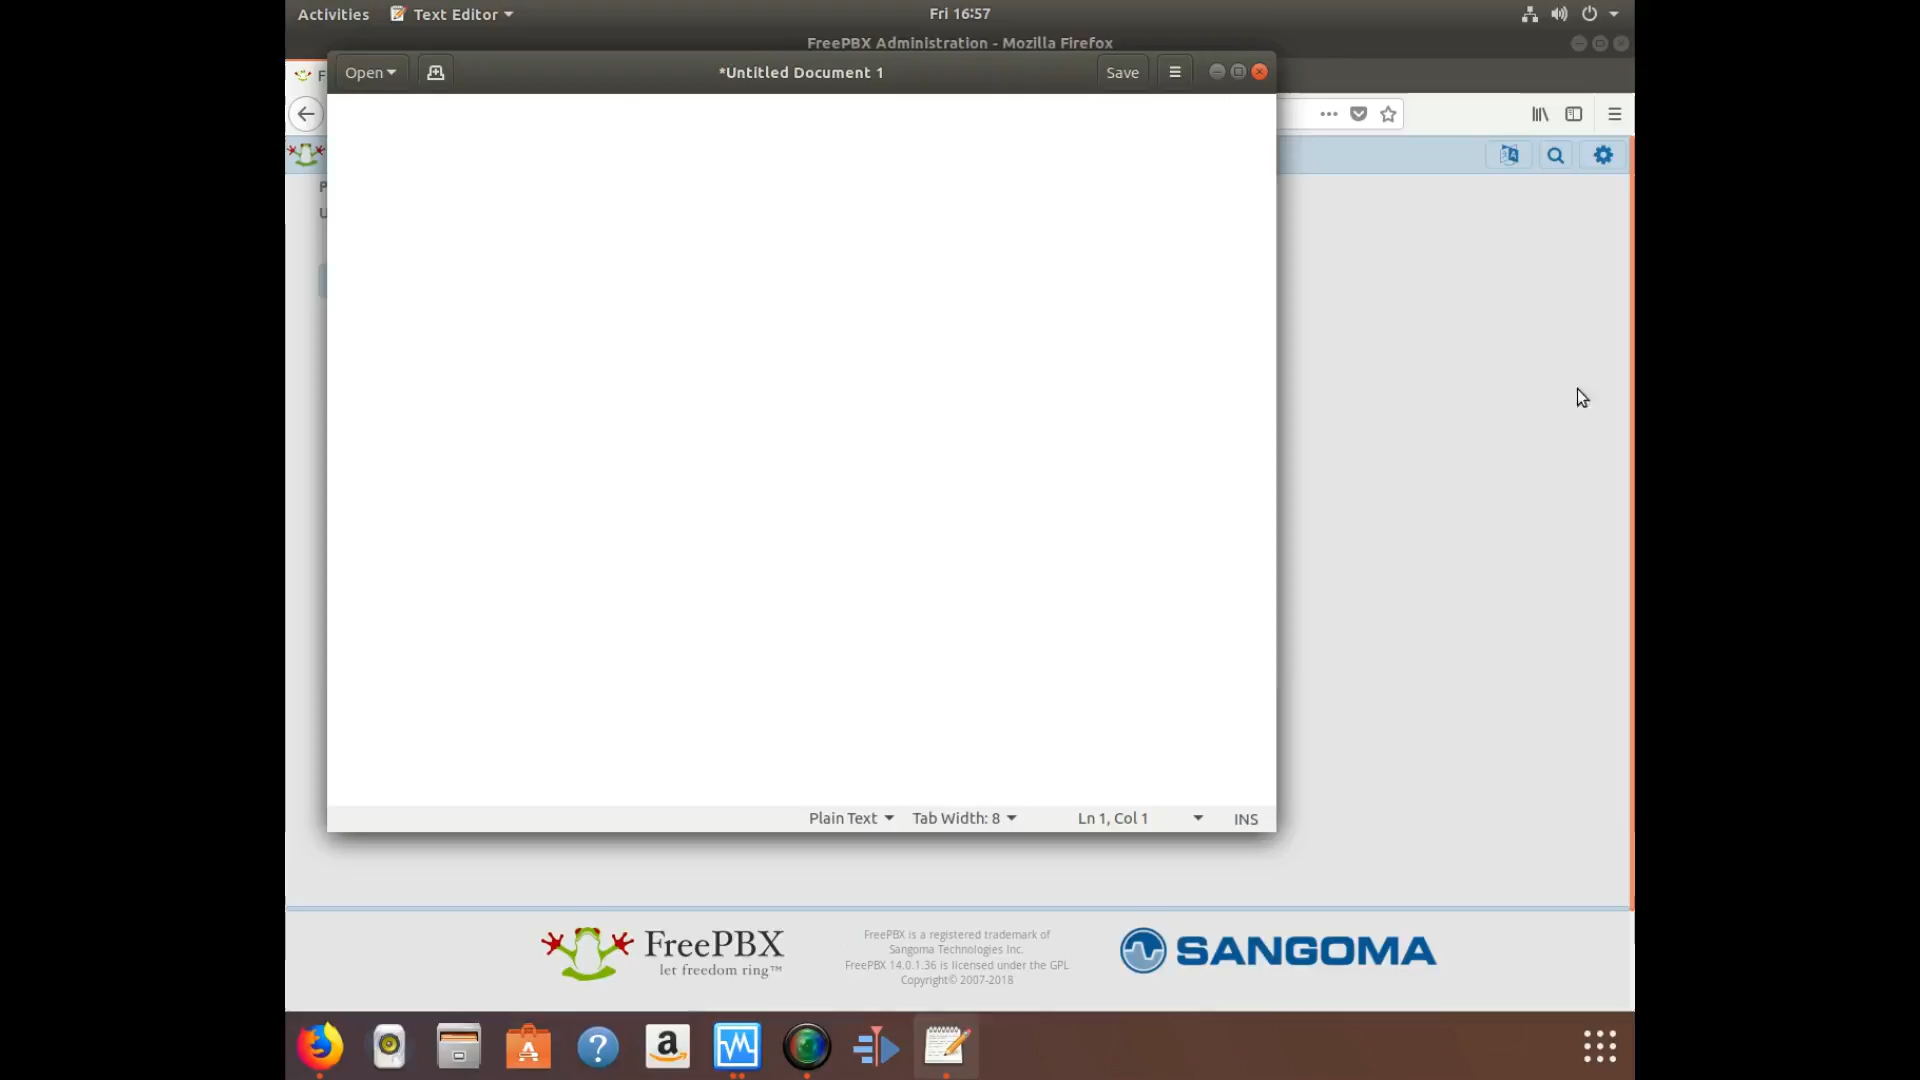 Activities
Text Editor
Fri 16:57
FreePBX Administration - Mozilla Firefox
F
Open
*Untitled Document 1
Save
P
U
Plain Text
Tab Width: 8
Ln 1, Col 1
INS
FreePBX
let freedom ring™
FreePBX is a registered trademark of
Sangoma Technologies Inc.
FreePBX 14.0.1.36 is licensed under the GPL
Copyright© 2007-2018
SANGOMA